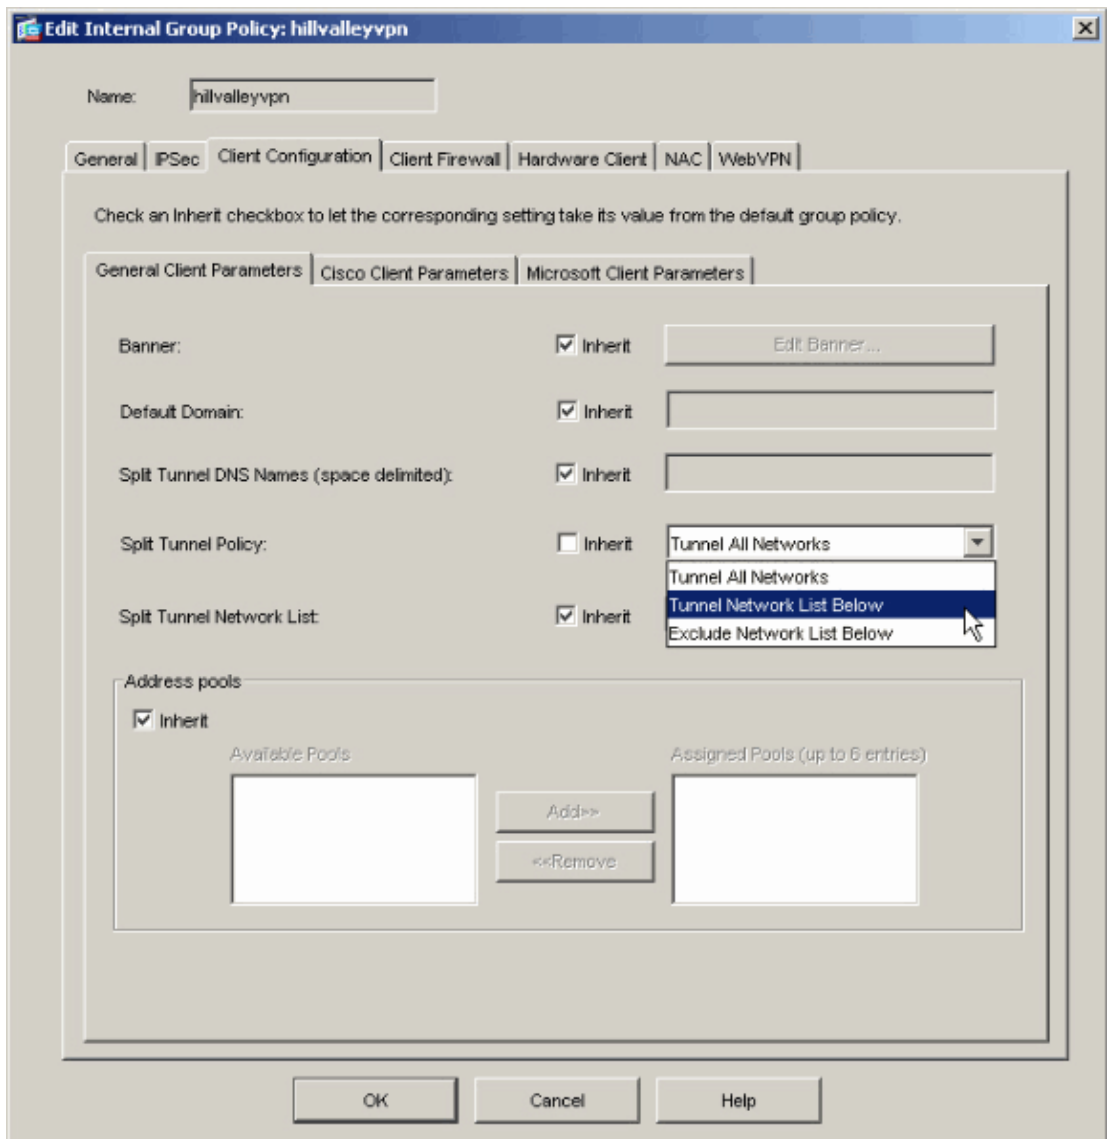 Edit Internal Group Policy: hillvalleyvpn
Name: hillvalleyvpn
General IPSec Client Configuration Client Firewall Hardware Client NAC WebVPN
Check an Inherit checkbox to let the corresponding setting take its value from the default group policy.
General Client Parameters Cisco Client Parameters Microsoft Client Parameters
Banner: Inherit Edit Banner...
Default Domain: Inherit
Split Tunnel DNS Names (space delimited): Inherit
Split Tunnel Policy: Inherit Tunnel All Networks
Tunnel All Networks
Tunnel Network List Below
Split Tunnel Network List: Inherit
Exclude Network List Below
Address pools
Inherit
Available Pools Assigned Pools (up to 6 entries)
Add>>
<<Remove
OK Cancel Help